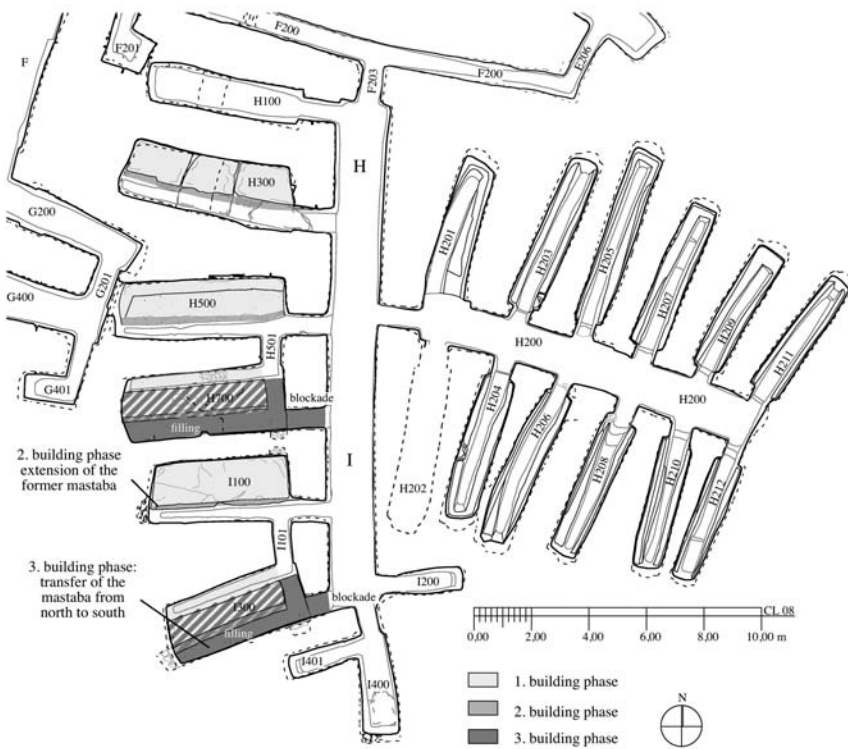 F200
F201
F
F203
F200
E206
H100
H
H300
G200
G201
G400
G401
H500
H501
H700
blockade
filling
H201
H203
H205
H207
H209
H211
H200
H200
H202
H204
H206
H208
H210
H212
I
2. building phase
extension of the
former mastaba
I100
I101
3. building phase:
transfer of the
mastaba from
north to south
I300
filling
blockade
I200
I401
I400
CL 08
0,00 2,00 4,00 6,00 8,00 10,00 m
1. building phase
2. building phase
3. building phase
N